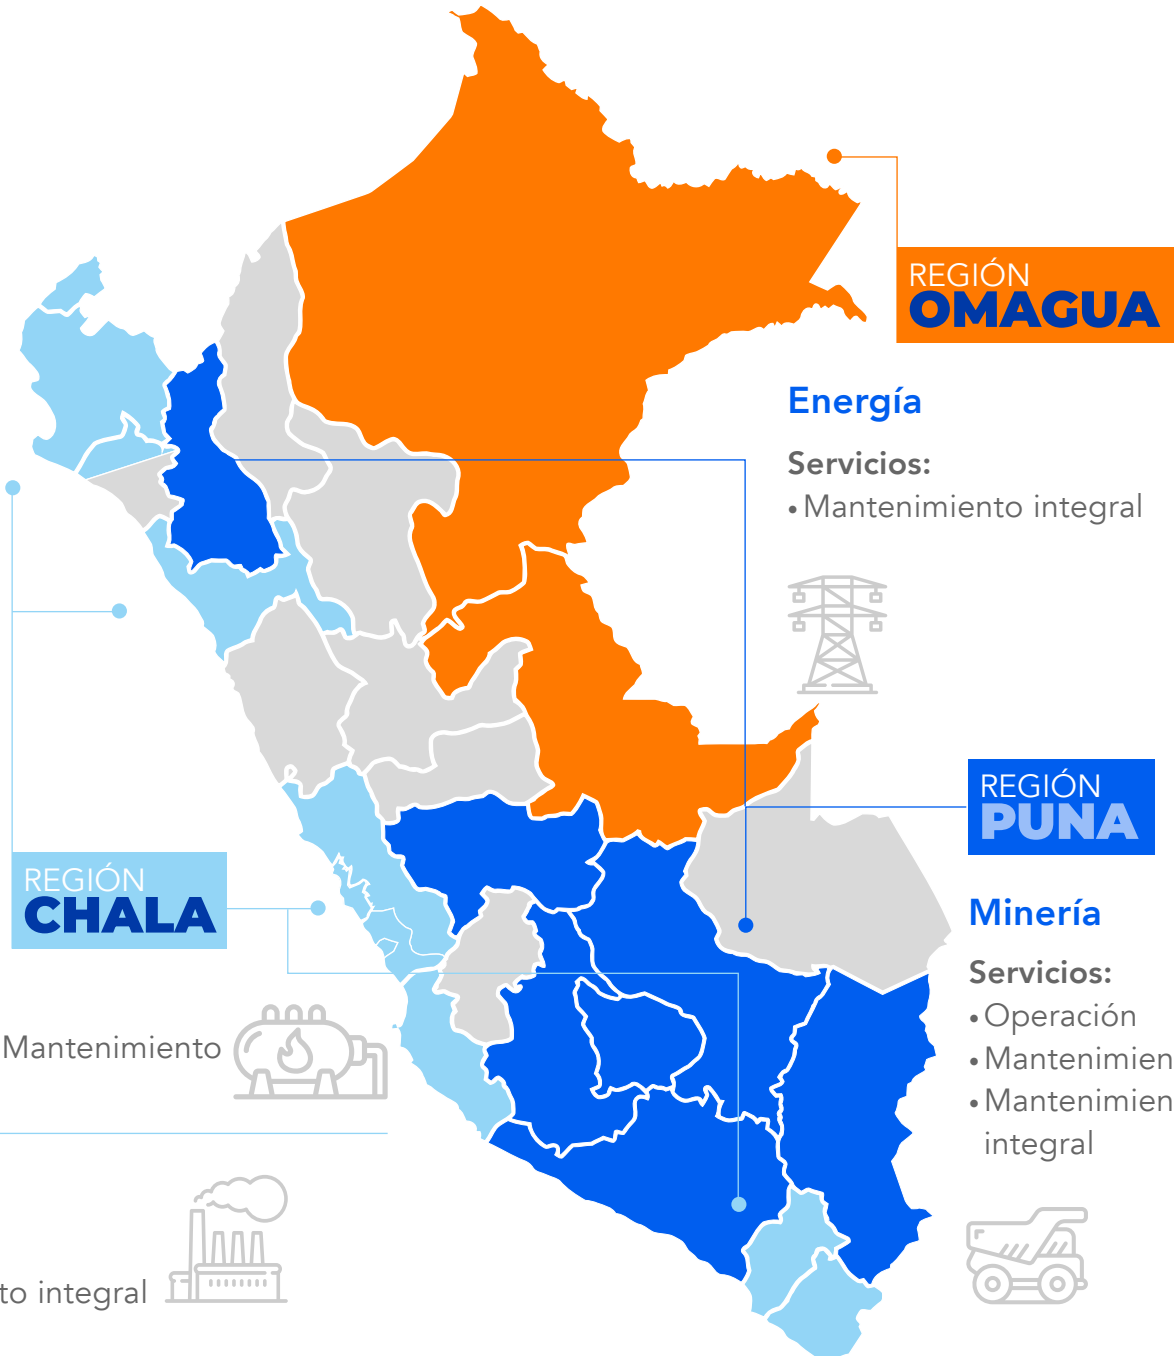 REGIÓN
OMAGUA
Energía
Servicios:
• Mantenimiento integral
REGIÓN
PUNA
Minería
Servicios:
• Operación
• Mantenimien
• Mantenimien
integral
REGIÓN
CHALA
Mantenimiento
to integral